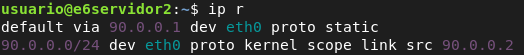 usuario@e6servidor2:~$ ip r
default via 90.0.0.1 dev eth0 proto static
90.0.0.0/24 dev eth0 proto kernel scope link src 90.0.0.2